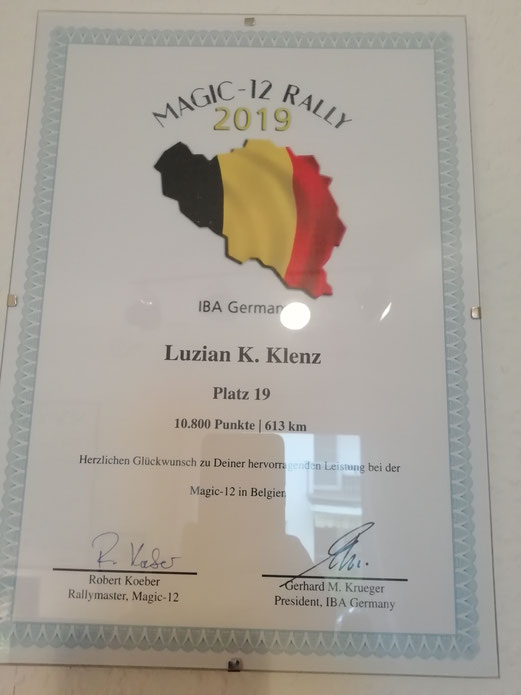 MAGIC-12 RALLY
2019
IBA German
Luzian K. Klenz
Platz 19
10.800 Punkte | 613 km
Herzlichen Glückwunsch zu Deiner hervorragenden Leistung bei der
Magic-12 in Belgien
R. Koeber
Robert Koeber
Rallymaster, Magic-12
Gerhard M. Krueger
President, IBA Germany